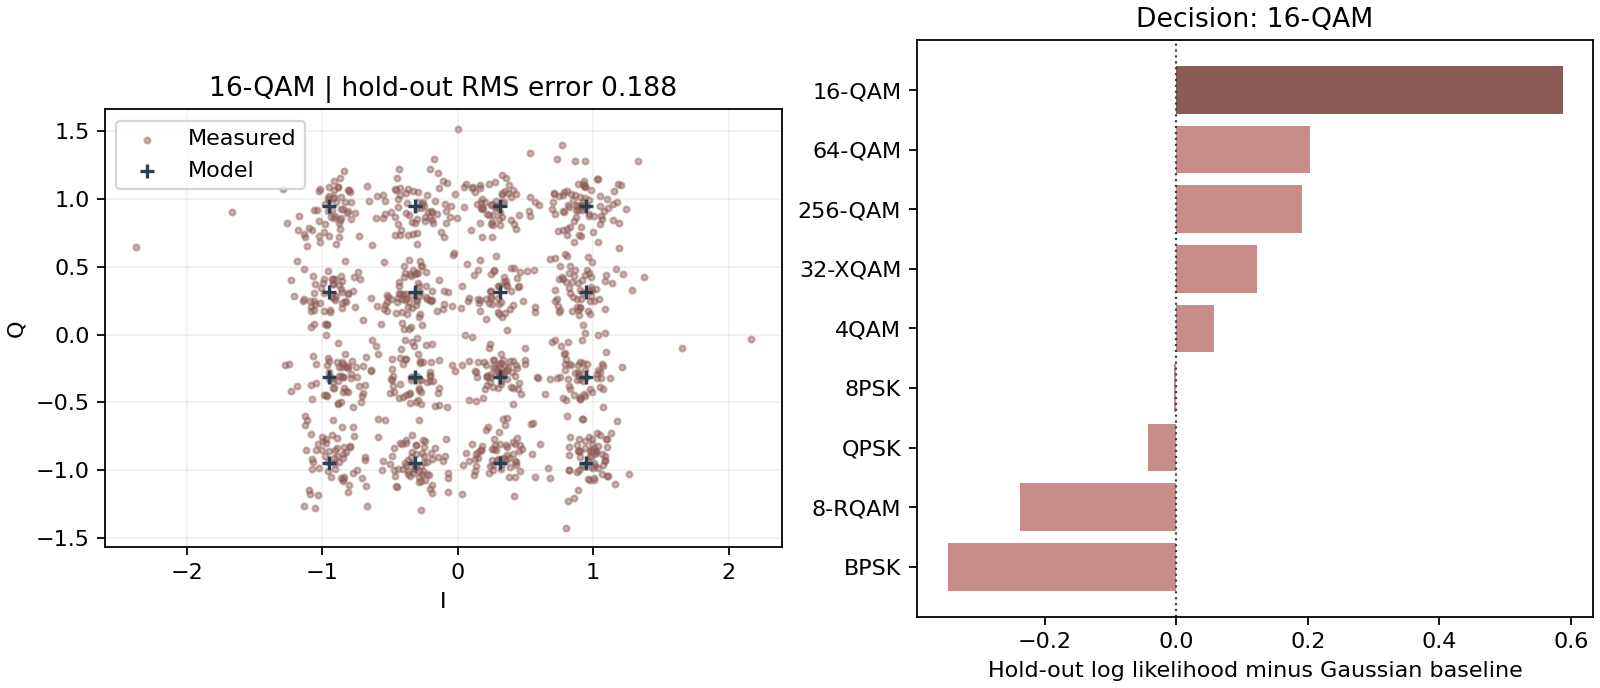 16-QAM | hold-out RMS error 0.188
Measured
Model
1.5
1.0
0.5
0.0
−0.5
−1.0
−1.5
Q
−2
−1
0
1
2
I
Decision: 16-QAM
16-QAM
64-QAM
256-QAM
32-XQAM
4QAM
8PSK
QPSK
8-RQAM
BPSK
−0.2
0.0
0.2
0.4
0.6
Hold-out log likelihood minus Gaussian baseline